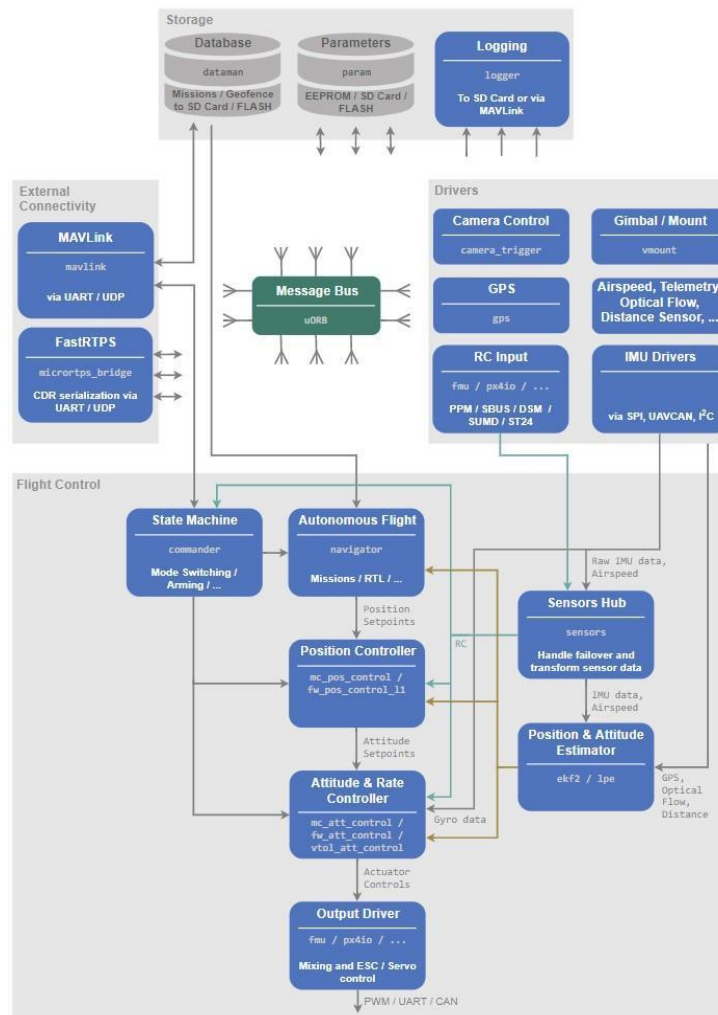 Storage
Database
dataman
Missions / Geofence
to SD Card / FLASH
Parameters
param
EEPROM / SD Card /
FLASH
Logging
logger
To SD Card or via
MAVLink
External
Connectivity
MAVLink
mavlink
via UART / UDP
FastRTPS
micrortps_bridge
CDR serialization via
UART / UDP
Message Bus
uORB
Drivers
Camera Control
camera_trigger
Gimbal / Mount
vmount
GPS
gps
Airspeed, Telemetry,
Optical Flow,
Distance Sensor, ...
RC Input
fmu / px4io / ...
PPM / SBUS / DSM /
SUMD / ST24
IMU Drivers
via SPI, UAVCAN, I²C
Flight Control
State Machine
commander
Mode Switching /
Arming / ...
Autonomous Flight
navigator
Missions / RTL / ...
Raw IMU data,
Airspeed
Position
Setpoints
RC
Sensors Hub
sensors
Handle failover and
transform sensor data
Position Controller
mc_pos_control /
fw_pos_control_l1
IMU data,
Airspeed
Attitude
Setpoints
Position & Attitude
Estimator
ekf2 / lpe
Attitude & Rate
Controller
mc_att_control /
fw_att_control /
vtol_att_control
Gyro data
GPS,
Optical
Flow,
Distance
Actuator
Controls
Output Driver
fmu / px4io / ...
Mixing and ESC / Servo
control
PWM / UART / CAN